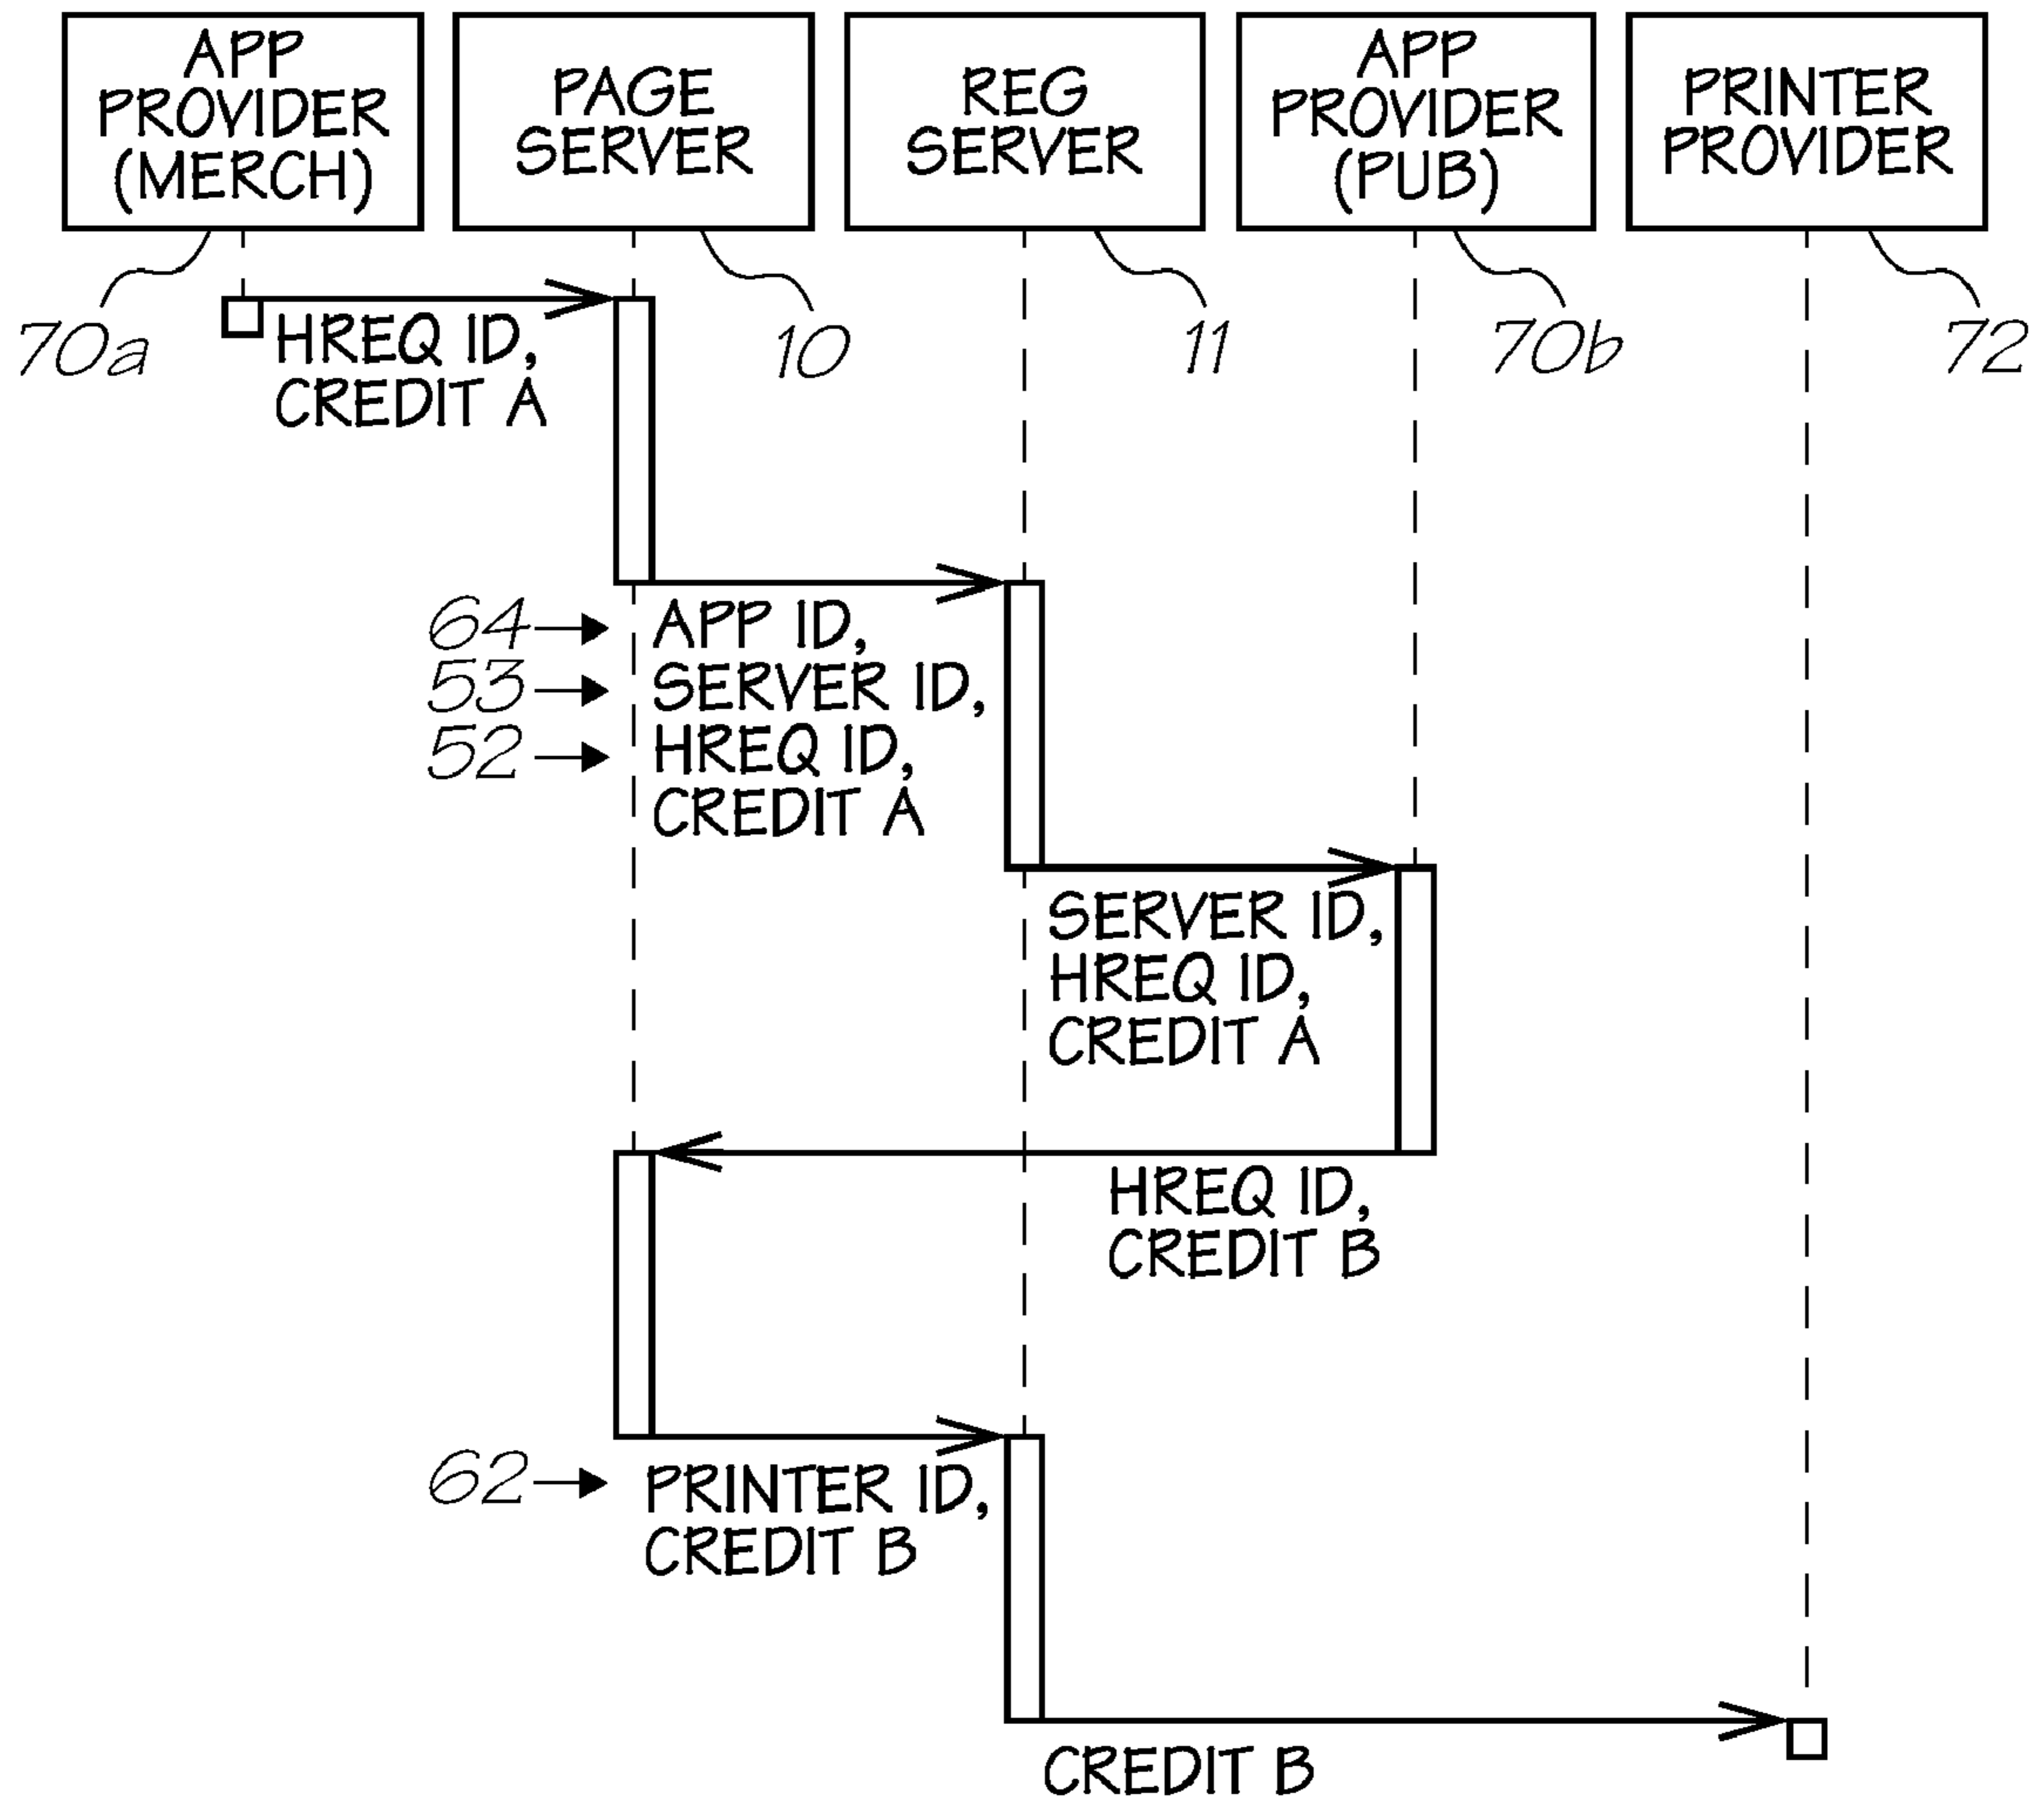 APP
PROVIDER
(MERCH)
PAGE
SERVER
REG
SERVER
APP
PROVIDER
(PUB)
PRINTER
PROVIDER
70a
10
11
70b
72
HREQ ID,
CREDIT A
64 APP ID,
53 SERVER ID,
52 HREQ ID,
CREDIT A
SERVER ID,
HREQ ID,
CREDIT A
HREQ ID,
CREDIT B
62 PRINTER ID,
CREDIT B
CREDIT B